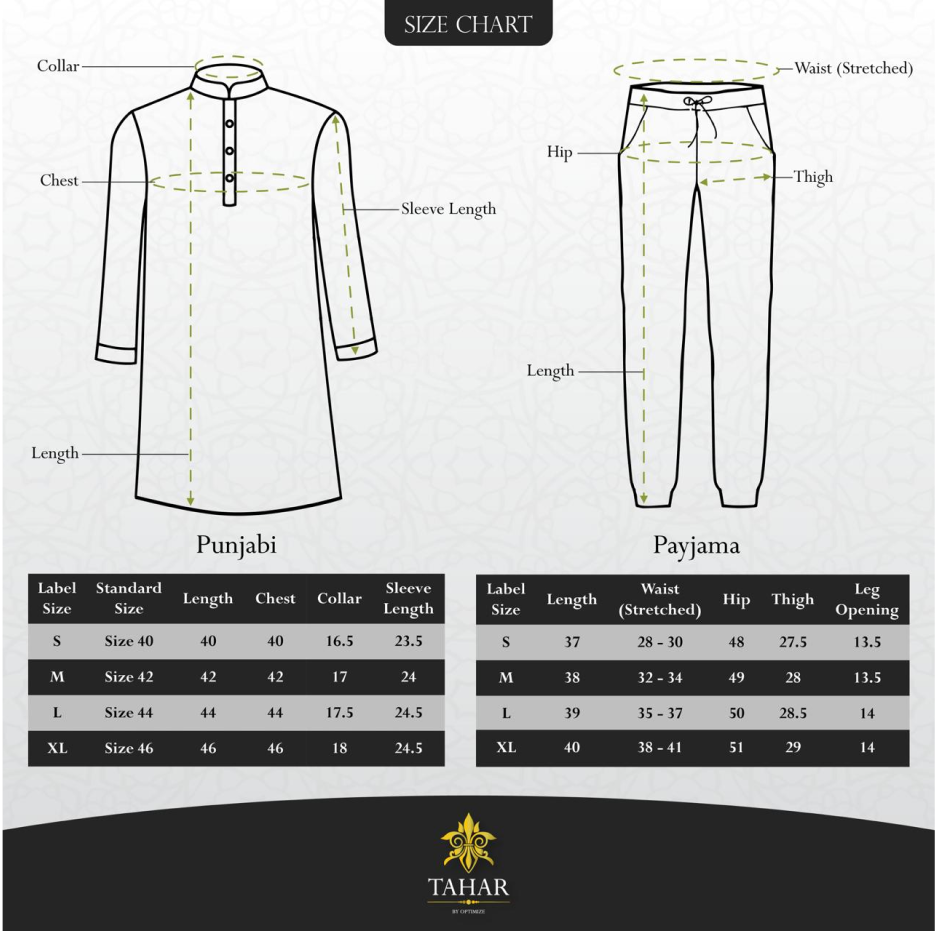 SIZE CHART
Collar
Chest
Sleeve Length
Length
Waist (Stretched)
Hip
Thigh
Length
Punjabi
Label Size Standard Size Length Chest Collar Sleeve Length
S Size 40 40 40 16.5 23.5
M Size 42 42 42 17 24
L Size 44 44 44 17.5 24.5
XL Size 46 46 46 18 24.5
Payjama
Label Size Length Waist (Stretched) Hip Thigh Leg Opening
S 37 28 - 30 48 27.5 13.5
M 38 32 - 34 49 28 13.5
L 39 35 - 37 50 28.5 14
XL 40 38 - 41 51 29 14
TAHAR
BY OPTIMIZE